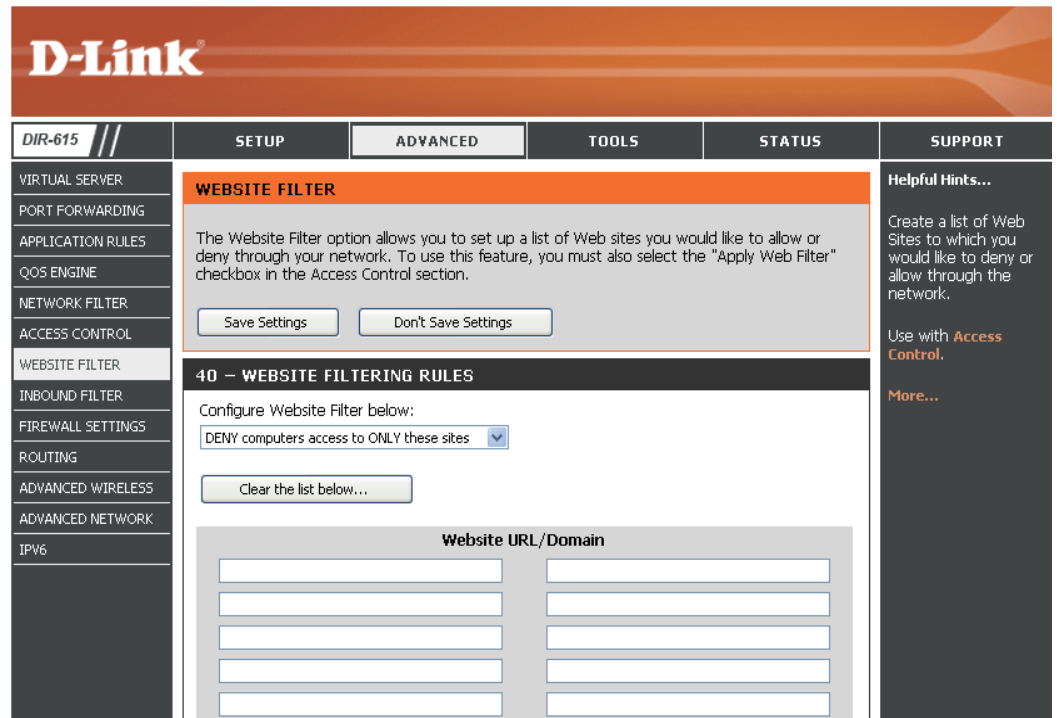 D-Link®
DIR-615
SETUP
ADVANCED
TOOLS
STATUS
SUPPORT
VIRTUAL SERVER
PORT FORWARDING
APPLICATION RULES
QOS ENGINE
NETWORK FILTER
ACCESS CONTROL
WEBSITE FILTER
INBOUND FILTER
FIREWALL SETTINGS
ROUTING
ADVANCED WIRELESS
ADVANCED NETWORK
IPV6
WEBSITE FILTER
The Website Filter option allows you to set up a list of Web sites you would like to allow or
deny through your network. To use this feature, you must also select the "Apply Web Filter"
checkbox in the Access Control section.
Save Settings
Don't Save Settings
40 – WEBSITE FILTERING RULES
Configure Website Filter below:
DENY computers access to ONLY these sites
Clear the list below...
Website URL/Domain
Helpful Hints...
Create a list of Web
Sites to which you
would like to deny or
allow through the
network.
Use with Access
Control.
More...